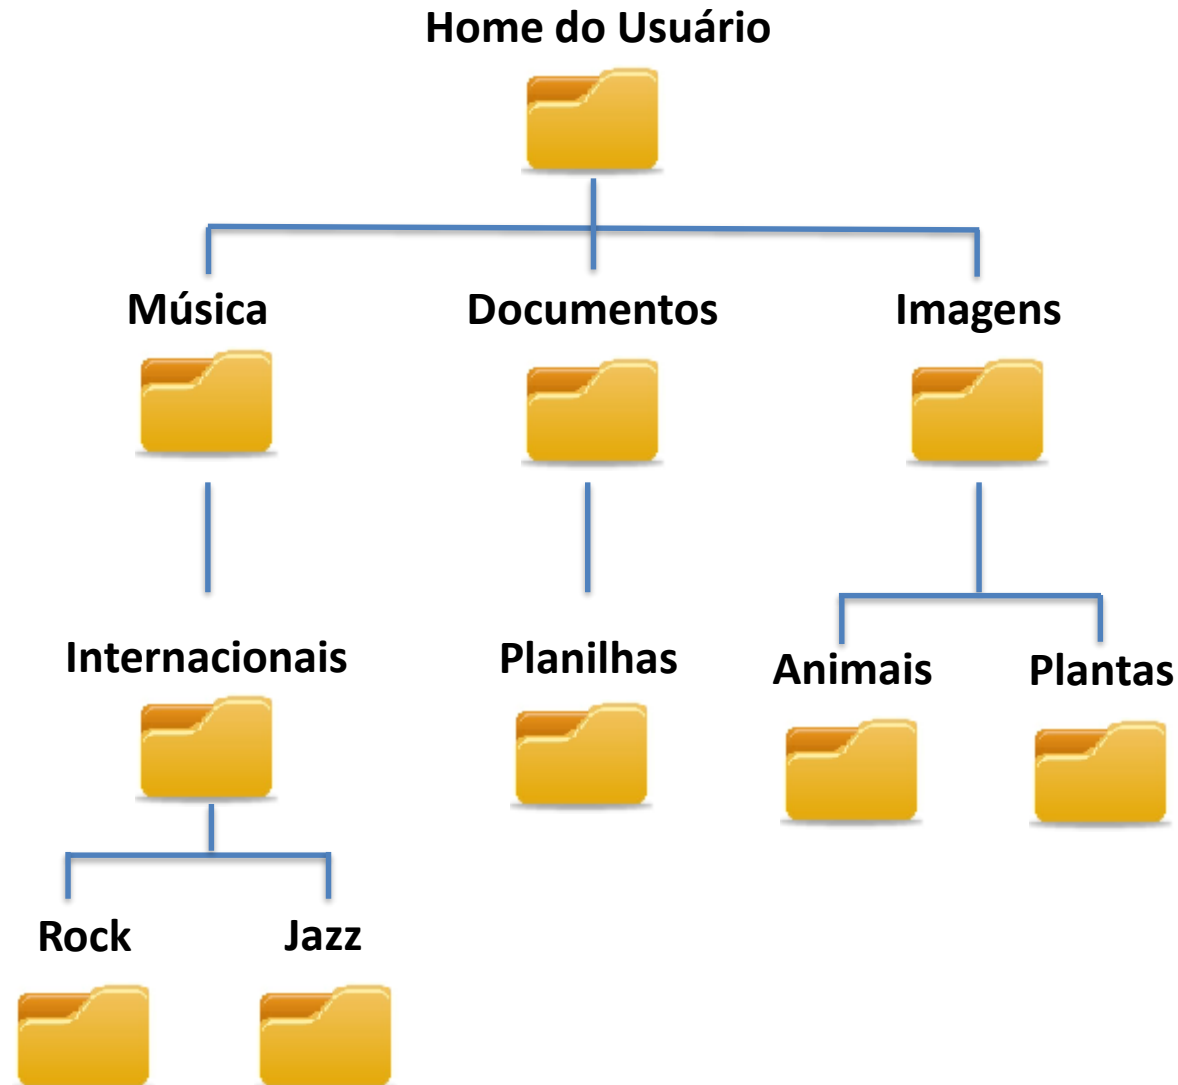 Home do Usuário
Música
Documentos
Imagens
Internacionais
Planilhas
Animais
Plantas
Rock
Jazz